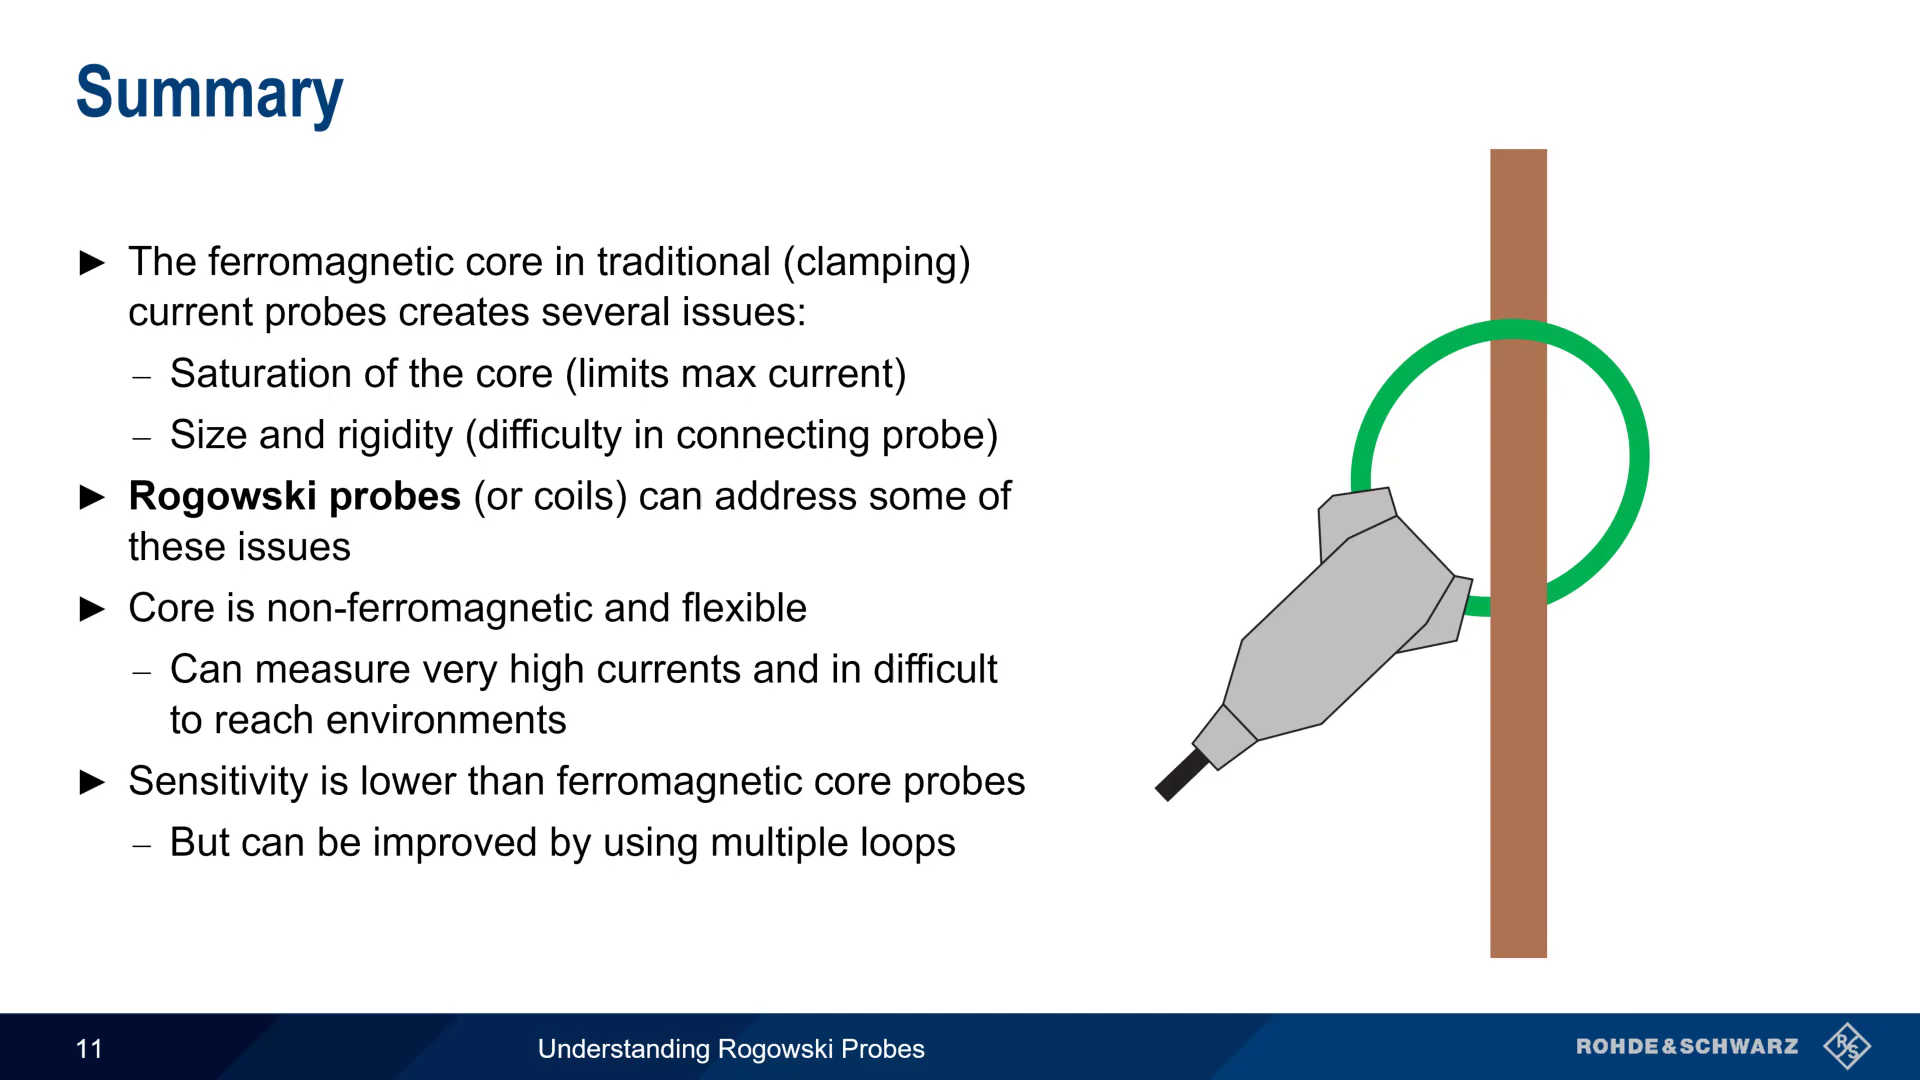 Summary
► The ferromagnetic core in traditional (clamping)
current probes creates several issues:
– Saturation of the core (limits max current)
– Size and rigidity (difficulty in connecting probe)
► Rogowski probes (or coils) can address some of
these issues
► Core is non-ferromagnetic and flexible
– Can measure very high currents and in difficult
to reach environments
► Sensitivity is lower than ferromagnetic core probes
– But can be improved by using multiple loops
11
Understanding Rogowski Probes
ROHDE&SCHWARZ
RS